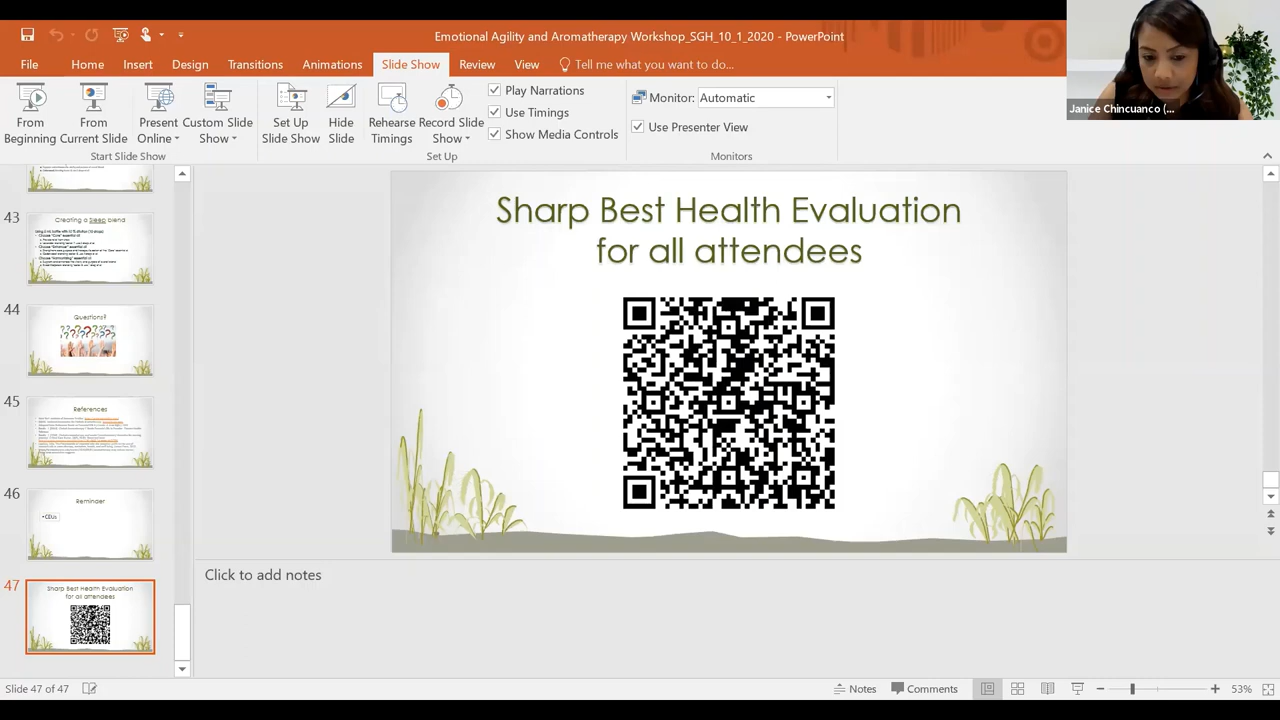 Emotional Agility and Aromatherapy Workshop_SGH_10_1_2020 - PowerPoint
File Home Insert Design Transitions Animations Slide Show Review View Tell me what you want to do...
From Beginning
From Current Slide
Present Online
Custom Slide Show
Start Slide Show
Set Up Slide Show
Hide Slide
Rehearse Timings
Record Slide Show
Play Narrations
Use Timings
Show Media Controls
Set Up
Monitor: Automatic
Use Presenter View
Monitors
Janice Chincuanco (...
43
Creating a Sleep blend
44
Questions?
45
References
46
Reminder
• CEUs
47
Sharp Best Health Evaluation
for all attendees
Sharp Best Health Evaluation
for all attendees
Click to add notes
Slide 47 of 47
Notes
Comments
53%